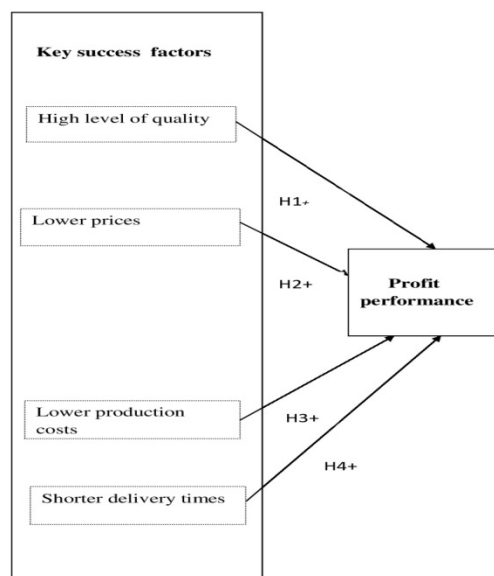 Key success factors
High level of quality
H1+
Lower prices
H2+
Profit
performance
Lower production
costs
H3+
H4+
Shorter delivery times